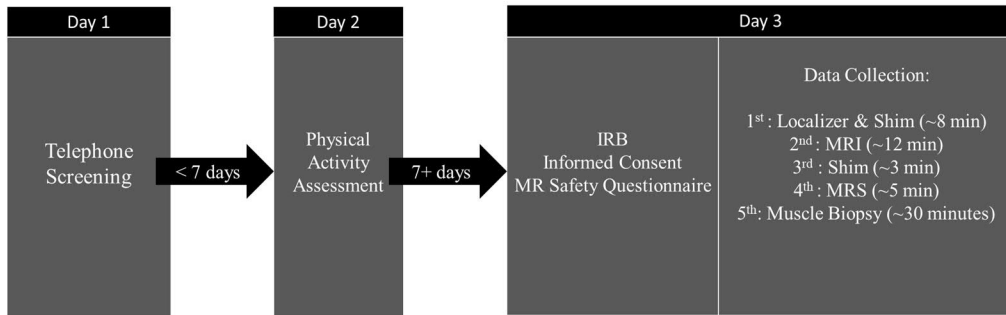 Day 1
Telephone
Screening
< 7 days
Day 2
Physical
Activity
Assessment
7+ days
Day 3
IRB
Informed Consent
MR Safety Questionnaire
Data Collection:
1st : Localizer & Shim (~8 min)
2nd : MRI (~12 min)
3rd : Shim (~3 min)
4th : MRS (~5 min)
5th: Muscle Biopsy (~30 minutes)